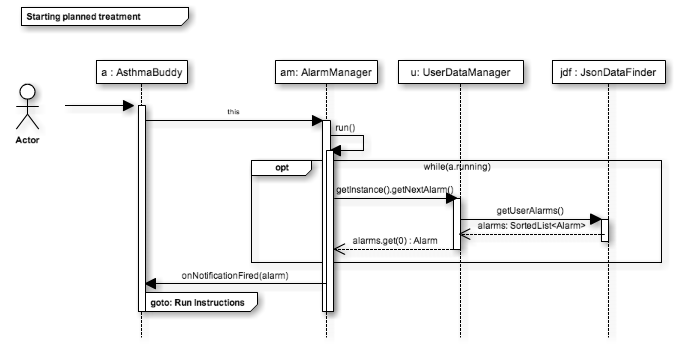 Starting planned treatment
a : AsthmaBuddy
am: AlarmManager
u: UserDataManager
jdf : JsonDataFinder
Actor
this
run()
opt
while(a.running)
getInstance().getNextAlarm()
getUserAlarms()
alarms: SortedList<Alarm>
alarms.get(0) : Alarm
onNotificationFired(alarm)
goto: Run Instructions